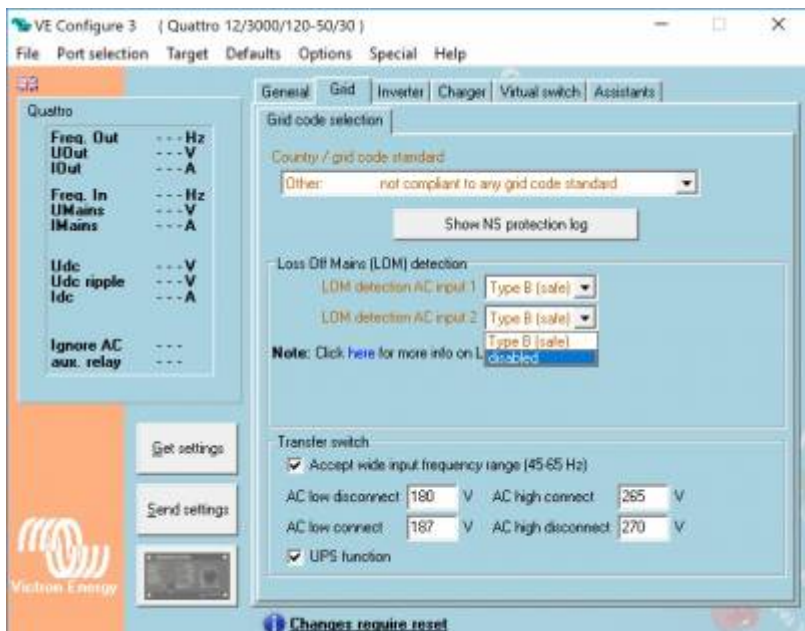 VE Configure 3 ( Quattro 12/3000/120-50/30 )
File Port selection Target Defaults Options Special Help
General Grid Inverter Charger Virtual switch Assistants
Quattro
Freq. Out ---Hz
UOut ---V
IOut ---A
Freq. In ---Hz
UMains ---V
IMains ---A
Udc ---V
Udc ripple ---V
Idc ---A
Ignore AC ---
aux. relay ---
Get settings
Send settings
Victron Energy
Grid code selection
Country / grid code standard
Other: not compliant to any grid code standard
Show NS protection log
Loss Off Mains (LOM) detection
LOM detection AC input 1 Type B (safe)
LOM detection AC input 2 Type B (safe)
Type B (safe)
disabled
Note: Click here for more info on L
Transfer switch
Accept wide input frequency range (45-65 Hz)
AC low disconnect 180 V AC high connect 265 V
AC low connect 187 V AC high disconnect 270 V
UPS function
Changes require reset